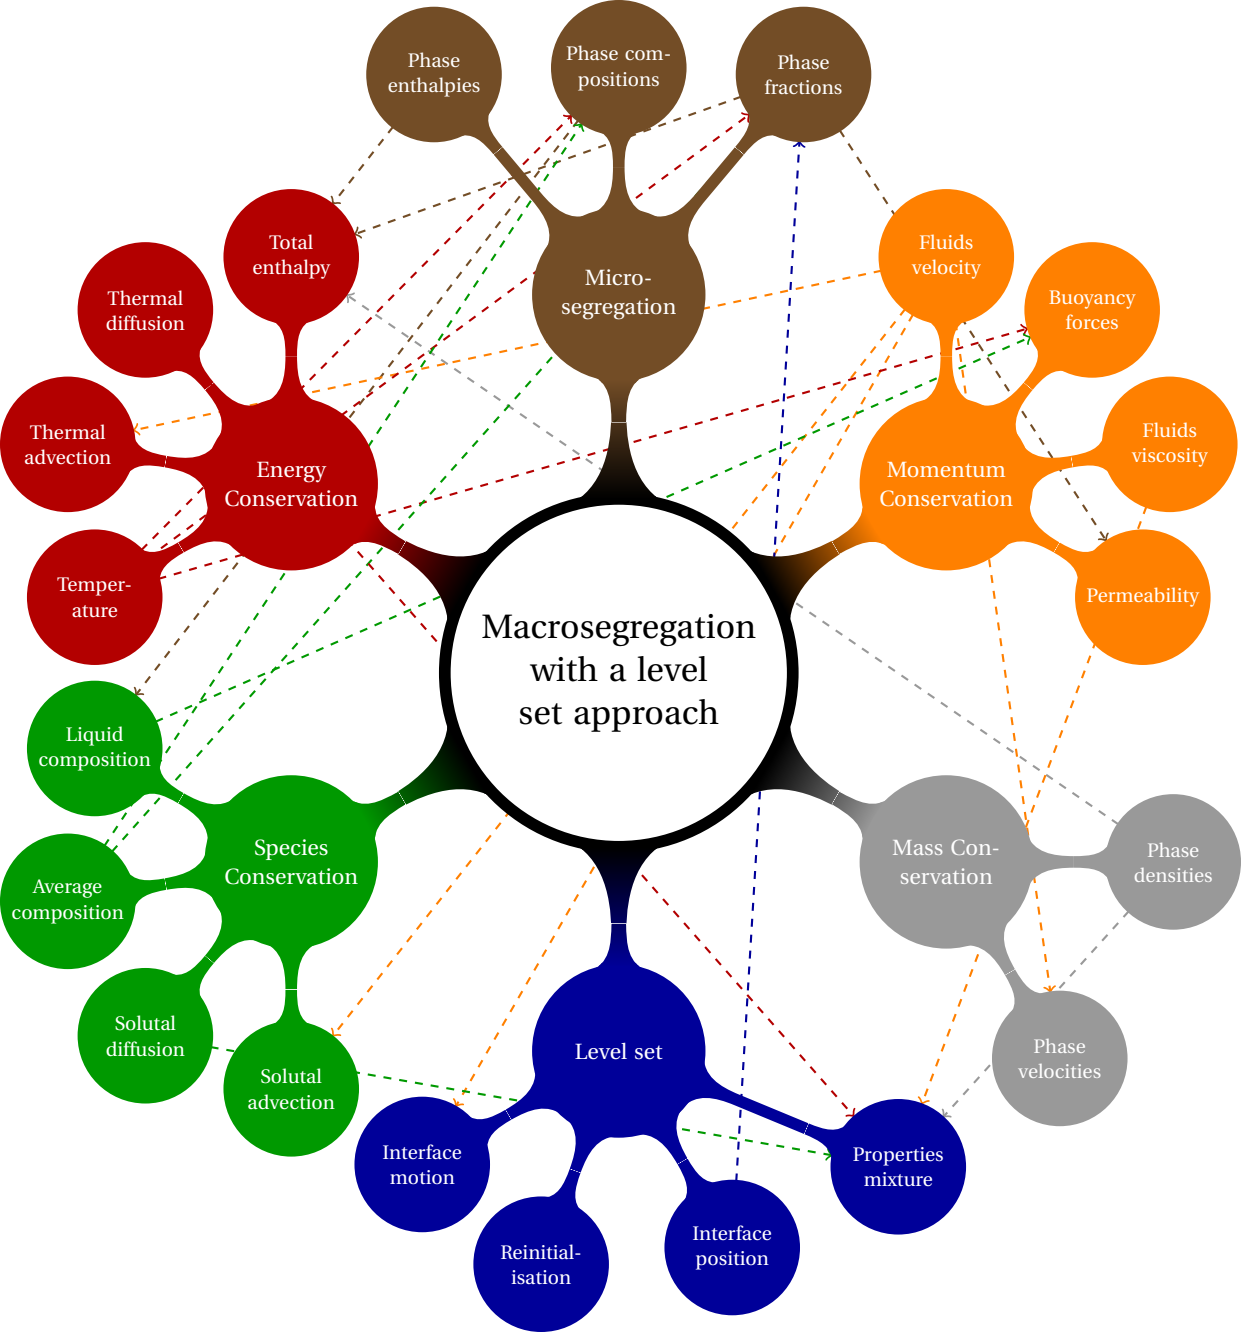 Phase
enthalpies
Phase com-
positions
Phase
fractions
Micro-
segregation
Total
enthalpy
Thermal
diffusion
Thermal
advection
Temper-
ature
Energy
Conservation
Fluids
velocity
Buoyancy
forces
Fluids
viscosity
Permeability
Momentum
Conservation
Macrosegregation
with a level
set approach
Liquid
composition
Average
composition
Solutal
diffusion
Solutal
advection
Species
Conservation
Mass Con-
servation
Phase
densities
Phase
velocities
Level set
Interface
motion
Reinitial-
isation
Interface
position
Properties
mixture